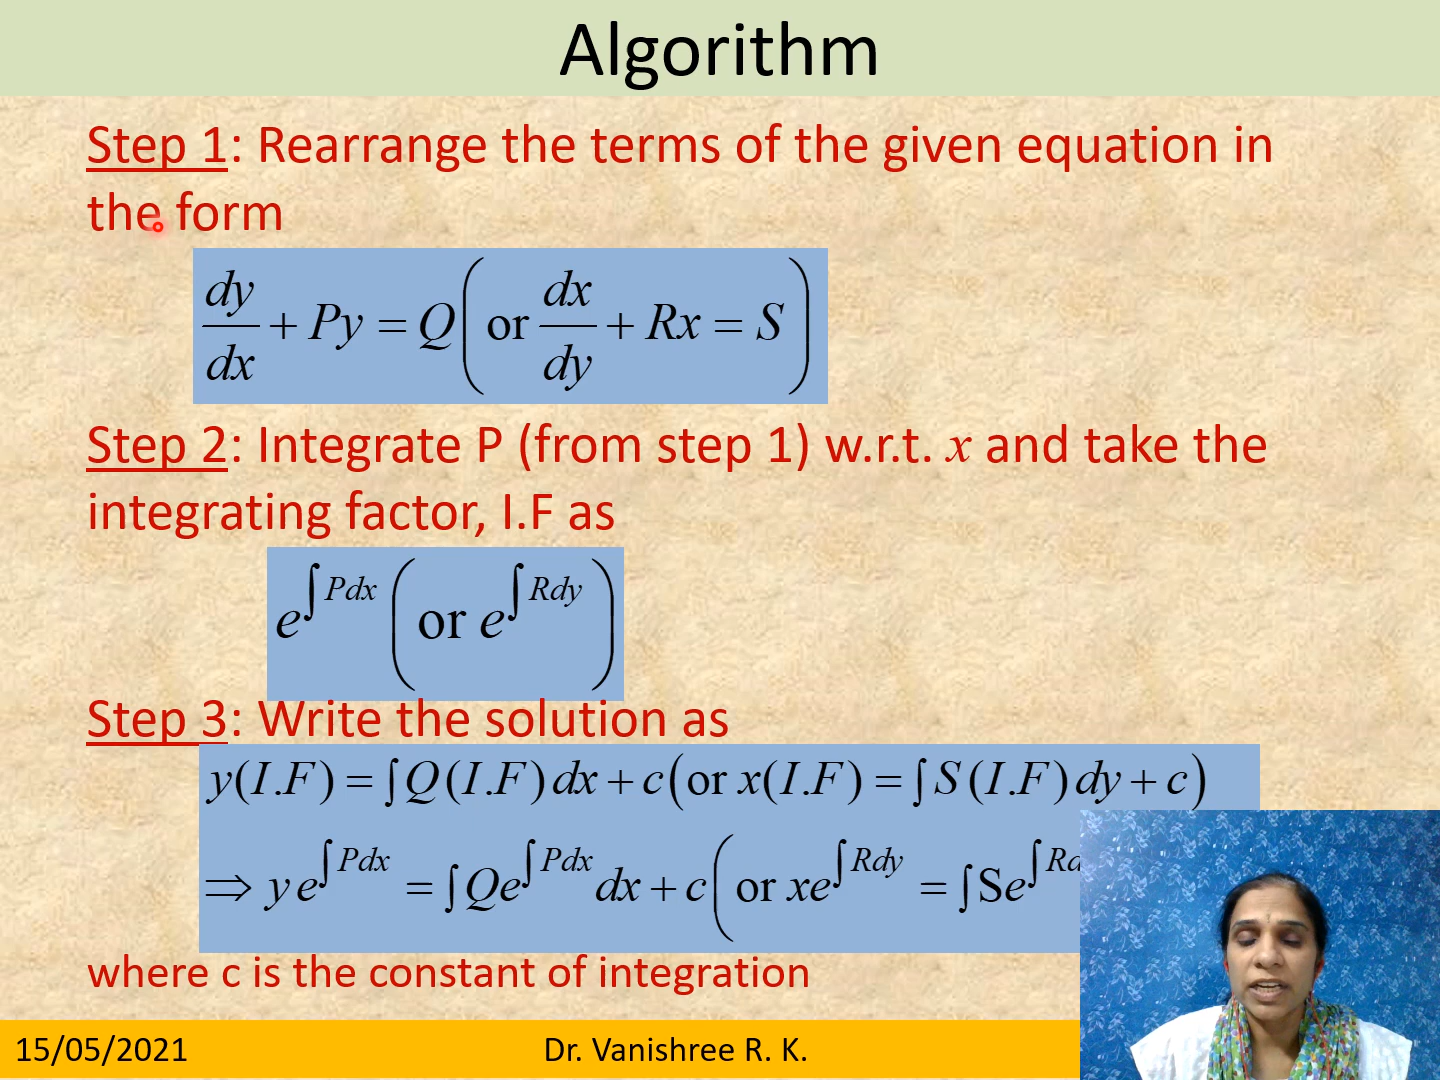 Algorithm
Step 1: Rearrange the terms of the given equation in
the form
dy/dx + Py = Q (or dx/dy + Rx = S)
Step 2: Integrate P (from step 1) w.r.t. x and take the
integrating factor, I.F as
e^∫Pdx (or e^∫Rdy)
Step 3: Write the solution as
y(I.F) = ∫Q(I.F)dx + c (or x(I.F) = ∫S(I.F)dy + c)
⇒ ye^∫Pdx = ∫Qe^∫Pdx dx + c (or xe^∫Rdy = ∫Se^∫R
where c is the constant of integration
15/05/2021 Dr. Vanishree R. K.